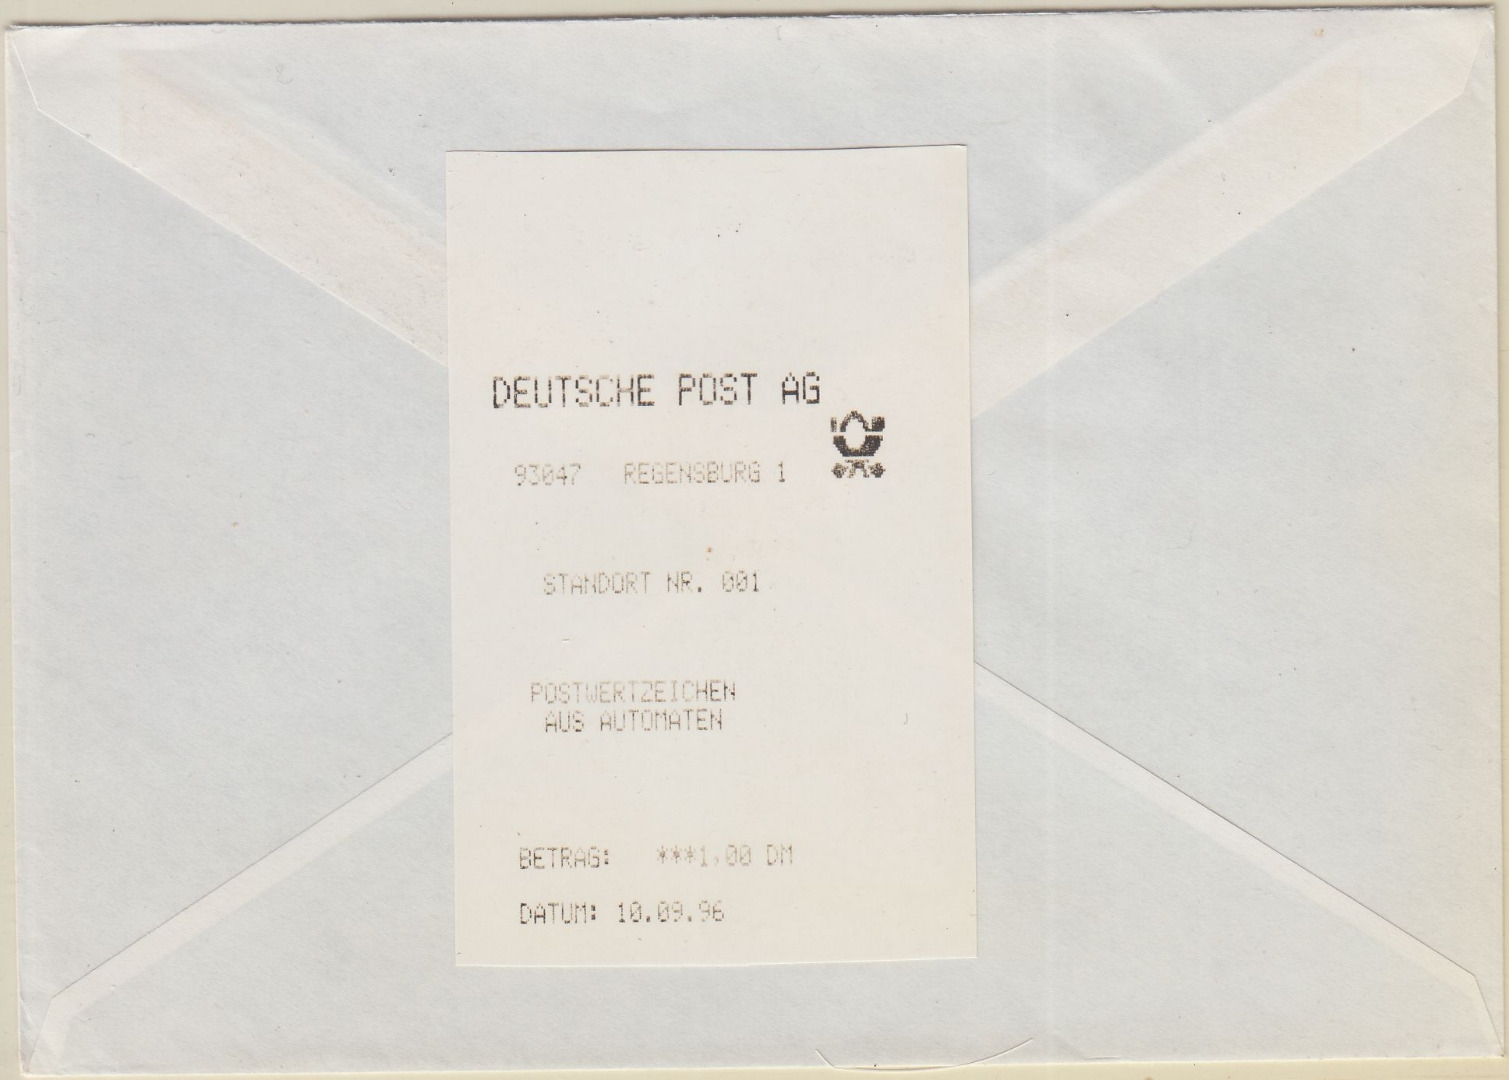 DEUTSCHE POST AG
93047 REGENSBURG 1
STANDORT NR. 001
POSTWERTZEICHEN
AUS AUTOMATEN
BETRAG: ***1,00 DM
DATUM: 10.09.96